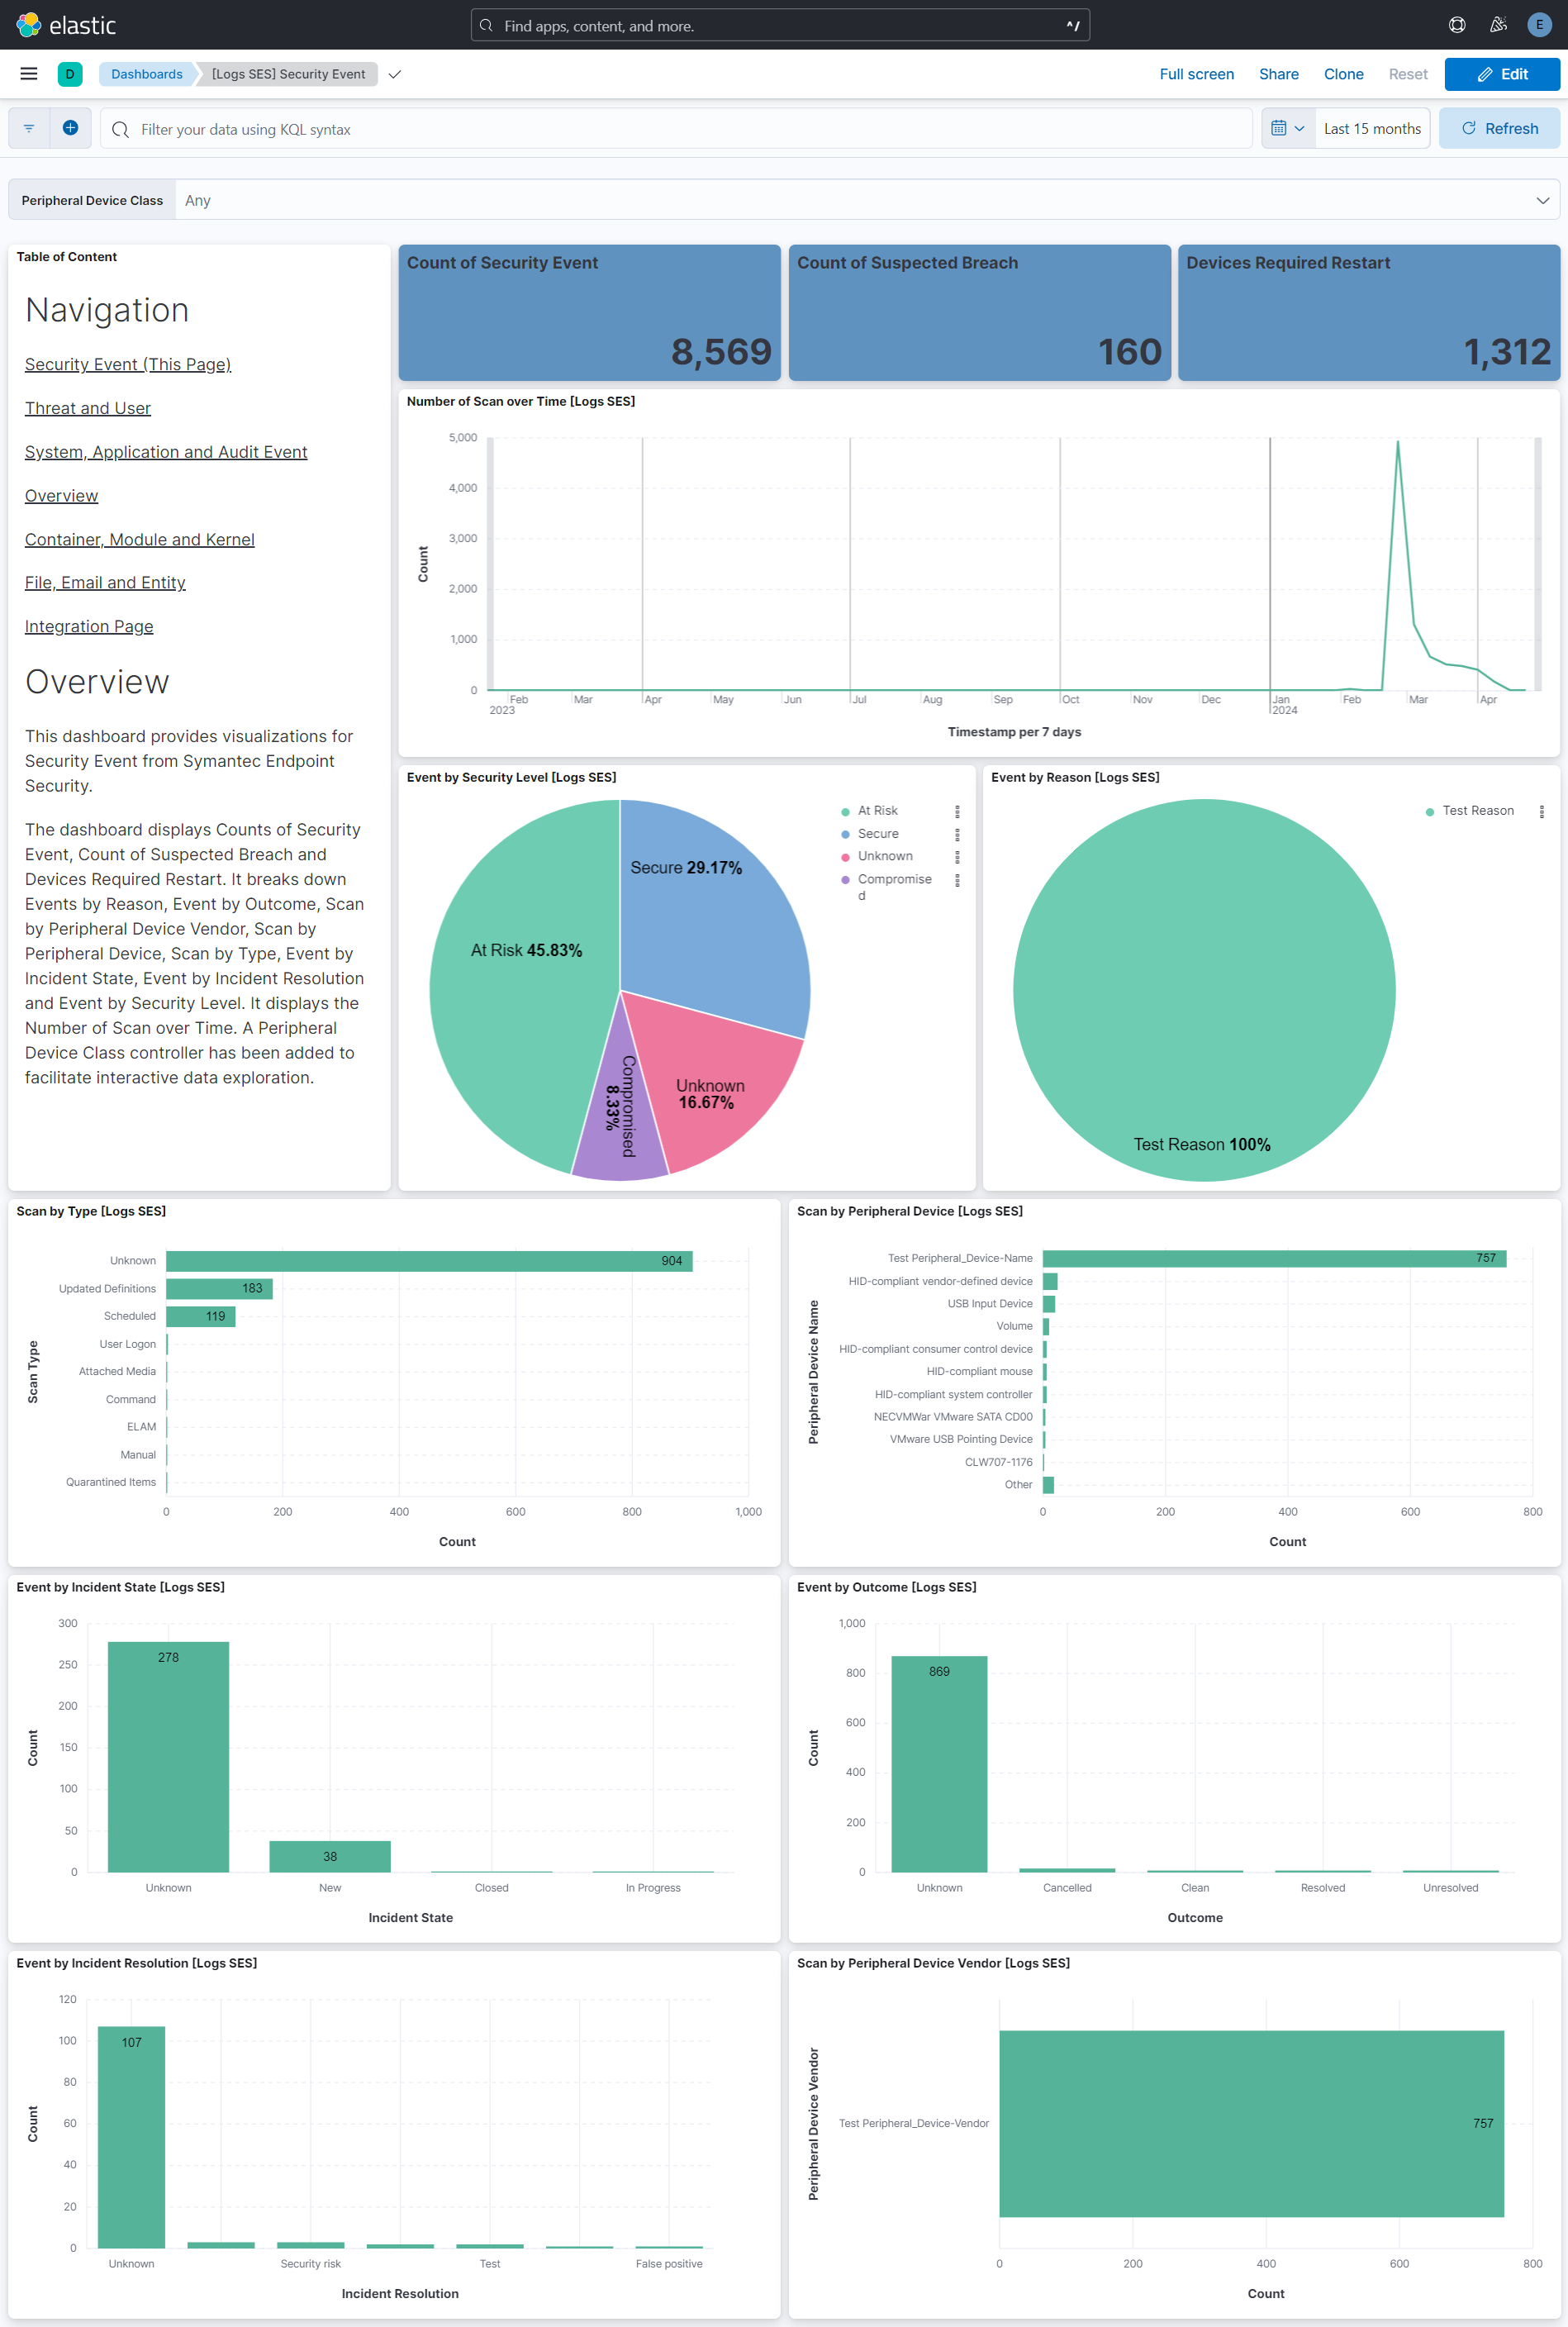 elastic
Find apps, content, and more.
^/
E
D
Dashboards
[Logs SES] Security Event
Full screen
Share
Clone
Reset
Edit
Filter your data using KQL syntax
Last 15 months
Refresh
Peripheral Device Class
Any
Table of Content
Navigation
Security Event (This Page)
Threat and User
System, Application and Audit Event
Overview
Container, Module and Kernel
File, Email and Entity
Integration Page
Overview
This dashboard provides visualizations for
Security Event from Symantec Endpoint
Security.
The dashboard displays Counts of Security
Event, Count of Suspected Breach and
Devices Required Restart. It breaks down
Events by Reason, Event by Outcome, Scan
by Peripheral Device Vendor, Scan by
Peripheral Device, Scan by Type, Event by
Incident State, Event by Incident Resolution
and Event by Security Level. It displays the
Number of Scan over Time. A Peripheral
Device Class controller has been added to
facilitate interactive data exploration.
Count of Security Event
8,569
Count of Suspected Breach
160
Devices Required Restart
1,312
Number of Scan over Time [Logs SES]
Count
5,000
4,000
3,000
2,000
1,000
0
Feb Mar Apr May Jun Jul Aug Sep Oct Nov Dec Jan Feb Mar Apr
2023 2024
Timestamp per 7 days
Event by Security Level [Logs SES]
Secure 29.17%
At Risk 45.83%
Unknown
16.67%
Compromised
8.33%
At Risk
Secure
Unknown
Compromise
d
Event by Reason [Logs SES]
Test Reason
Test Reason 100%
Scan by Type [Logs SES]
Scan Type
Unknown 904
Updated Definitions 183
Scheduled 119
User Logon
Attached Media
Command
ELAM
Manual
Quarantined Items
0 200 400 600 800 1,000
Count
Scan by Peripheral Device [Logs SES]
Peripheral Device Name
Test Peripheral_Device-Name 757
HID-compliant vendor-defined device
USB Input Device
Volume
HID-compliant consumer control device
HID-compliant mouse
HID-compliant system controller
NECVMWar VMware SATA CD00
VMware USB Pointing Device
CLW707-1176
Other
0 200 400 600 800
Count
Event by Incident State [Logs SES]
Count
300
250
200
150
100
50
0
278
38
Unknown New Closed In Progress
Incident State
Event by Outcome [Logs SES]
Count
1,000
800
600
400
200
0
869
Unknown Cancelled Clean Resolved Unresolved
Outcome
Event by Incident Resolution [Logs SES]
Count
120
100
80
60
40
20
0
107
Unknown Security risk Test False positive
Incident Resolution
Scan by Peripheral Device Vendor [Logs SES]
Peripheral Device Vendor
Test Peripheral_Device-Vendor 757
0 200 400 600 800
Count